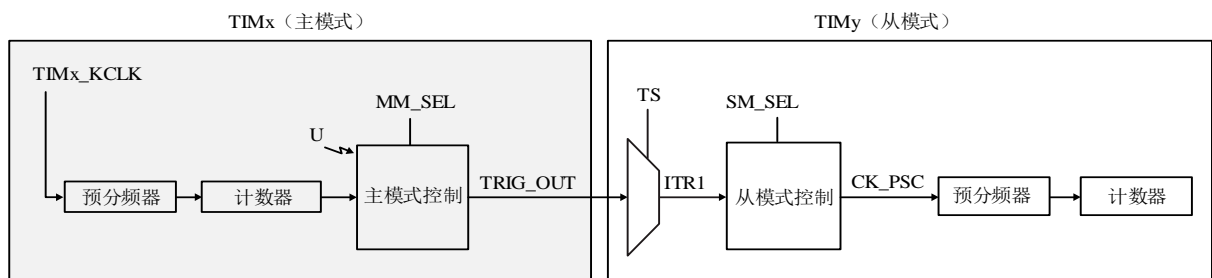 TIMx（主模式）
TIMy（从模式）
TIMx_KCLK
MM_SEL
U
预分频器
计数器
主模式控制
TRIG_OUT
TS
SM_SEL
ITR1
从模式控制
CK_PSC
预分频器
计数器